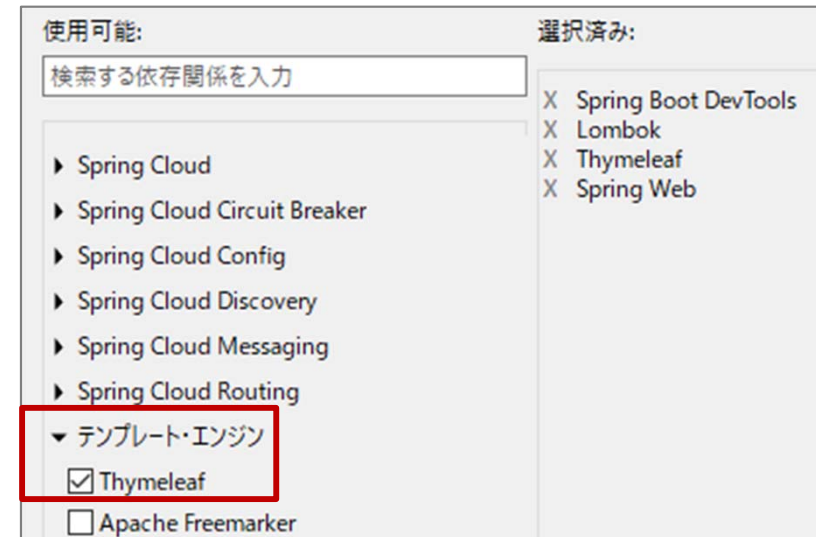 使用可能:
検索する依存関係を入力
Spring Cloud
Spring Cloud Circuit Breaker
Spring Cloud Config
Spring Cloud Discovery
Spring Cloud Messaging
Spring Cloud Routing
テンプレート・エンジン
Thymeleaf
Apache Freemarker
選択済み:
X Spring Boot DevTools
X Lombok
X Thymeleaf
X Spring Web